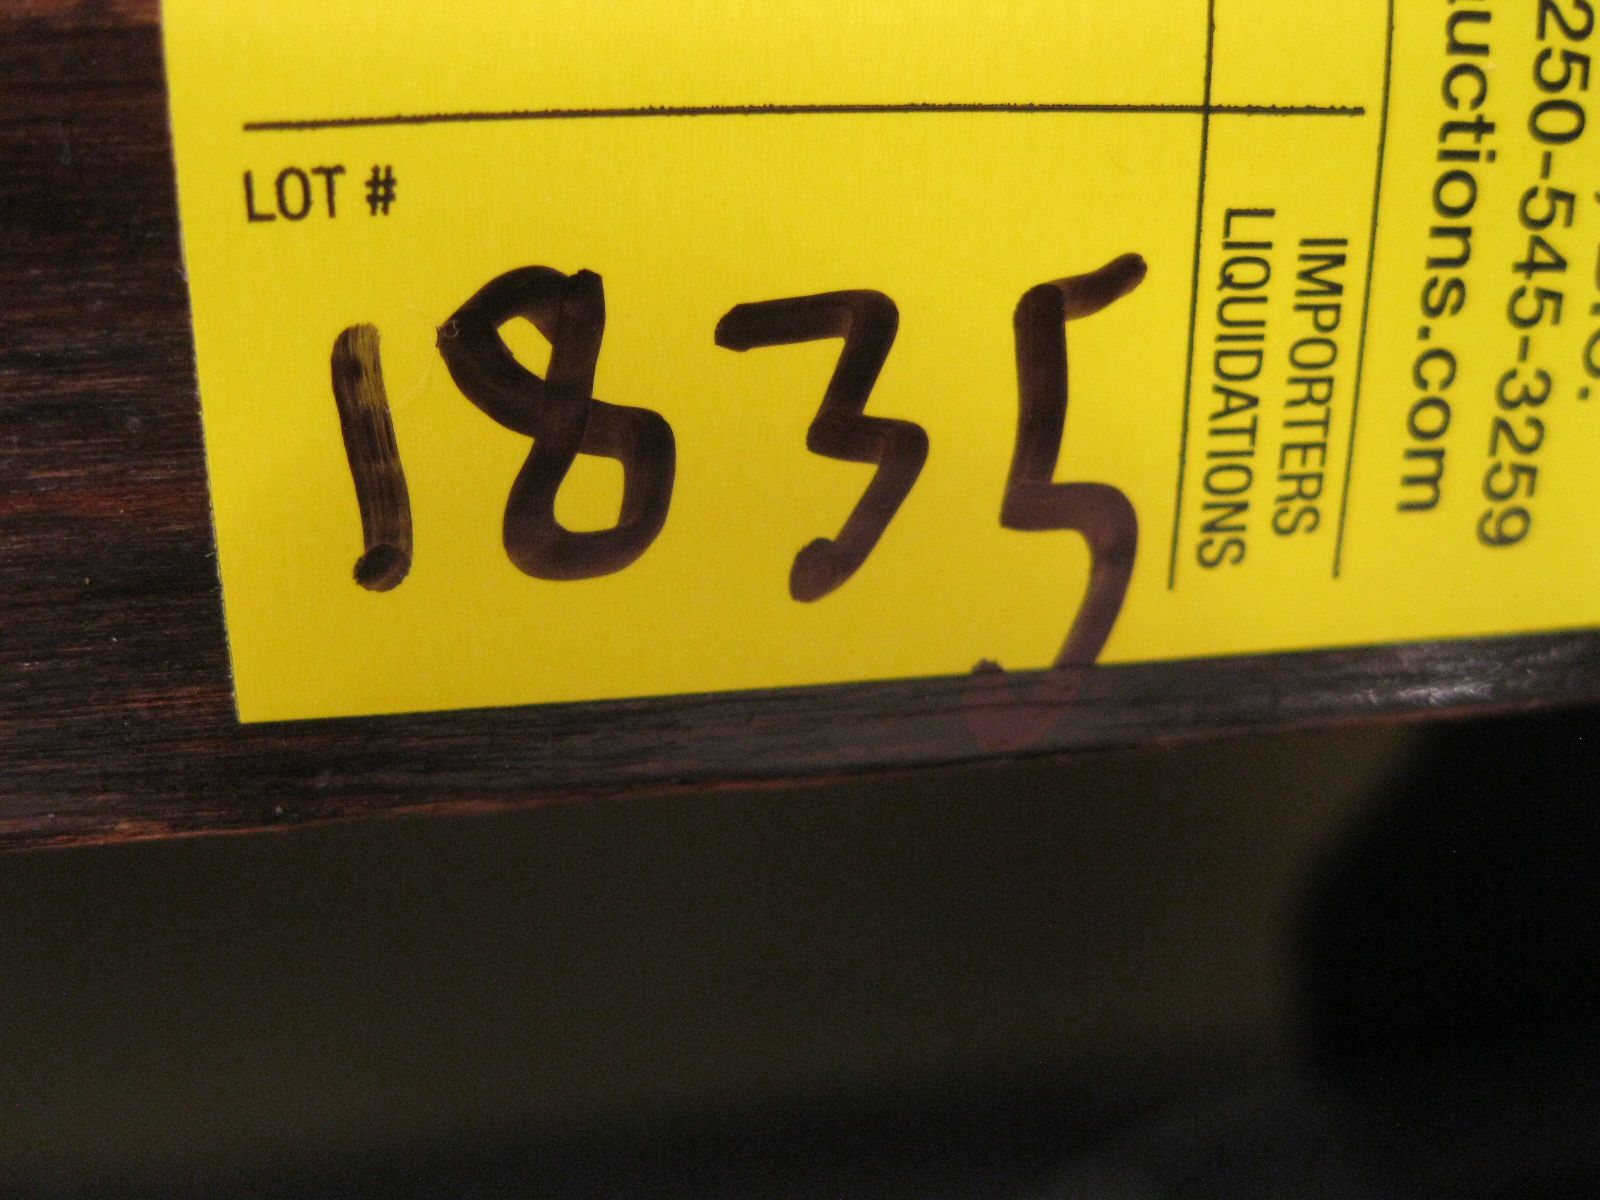 LOT #
1835
IMPORTERS
LIQUIDATIONS
uctions.com
250-545-3259